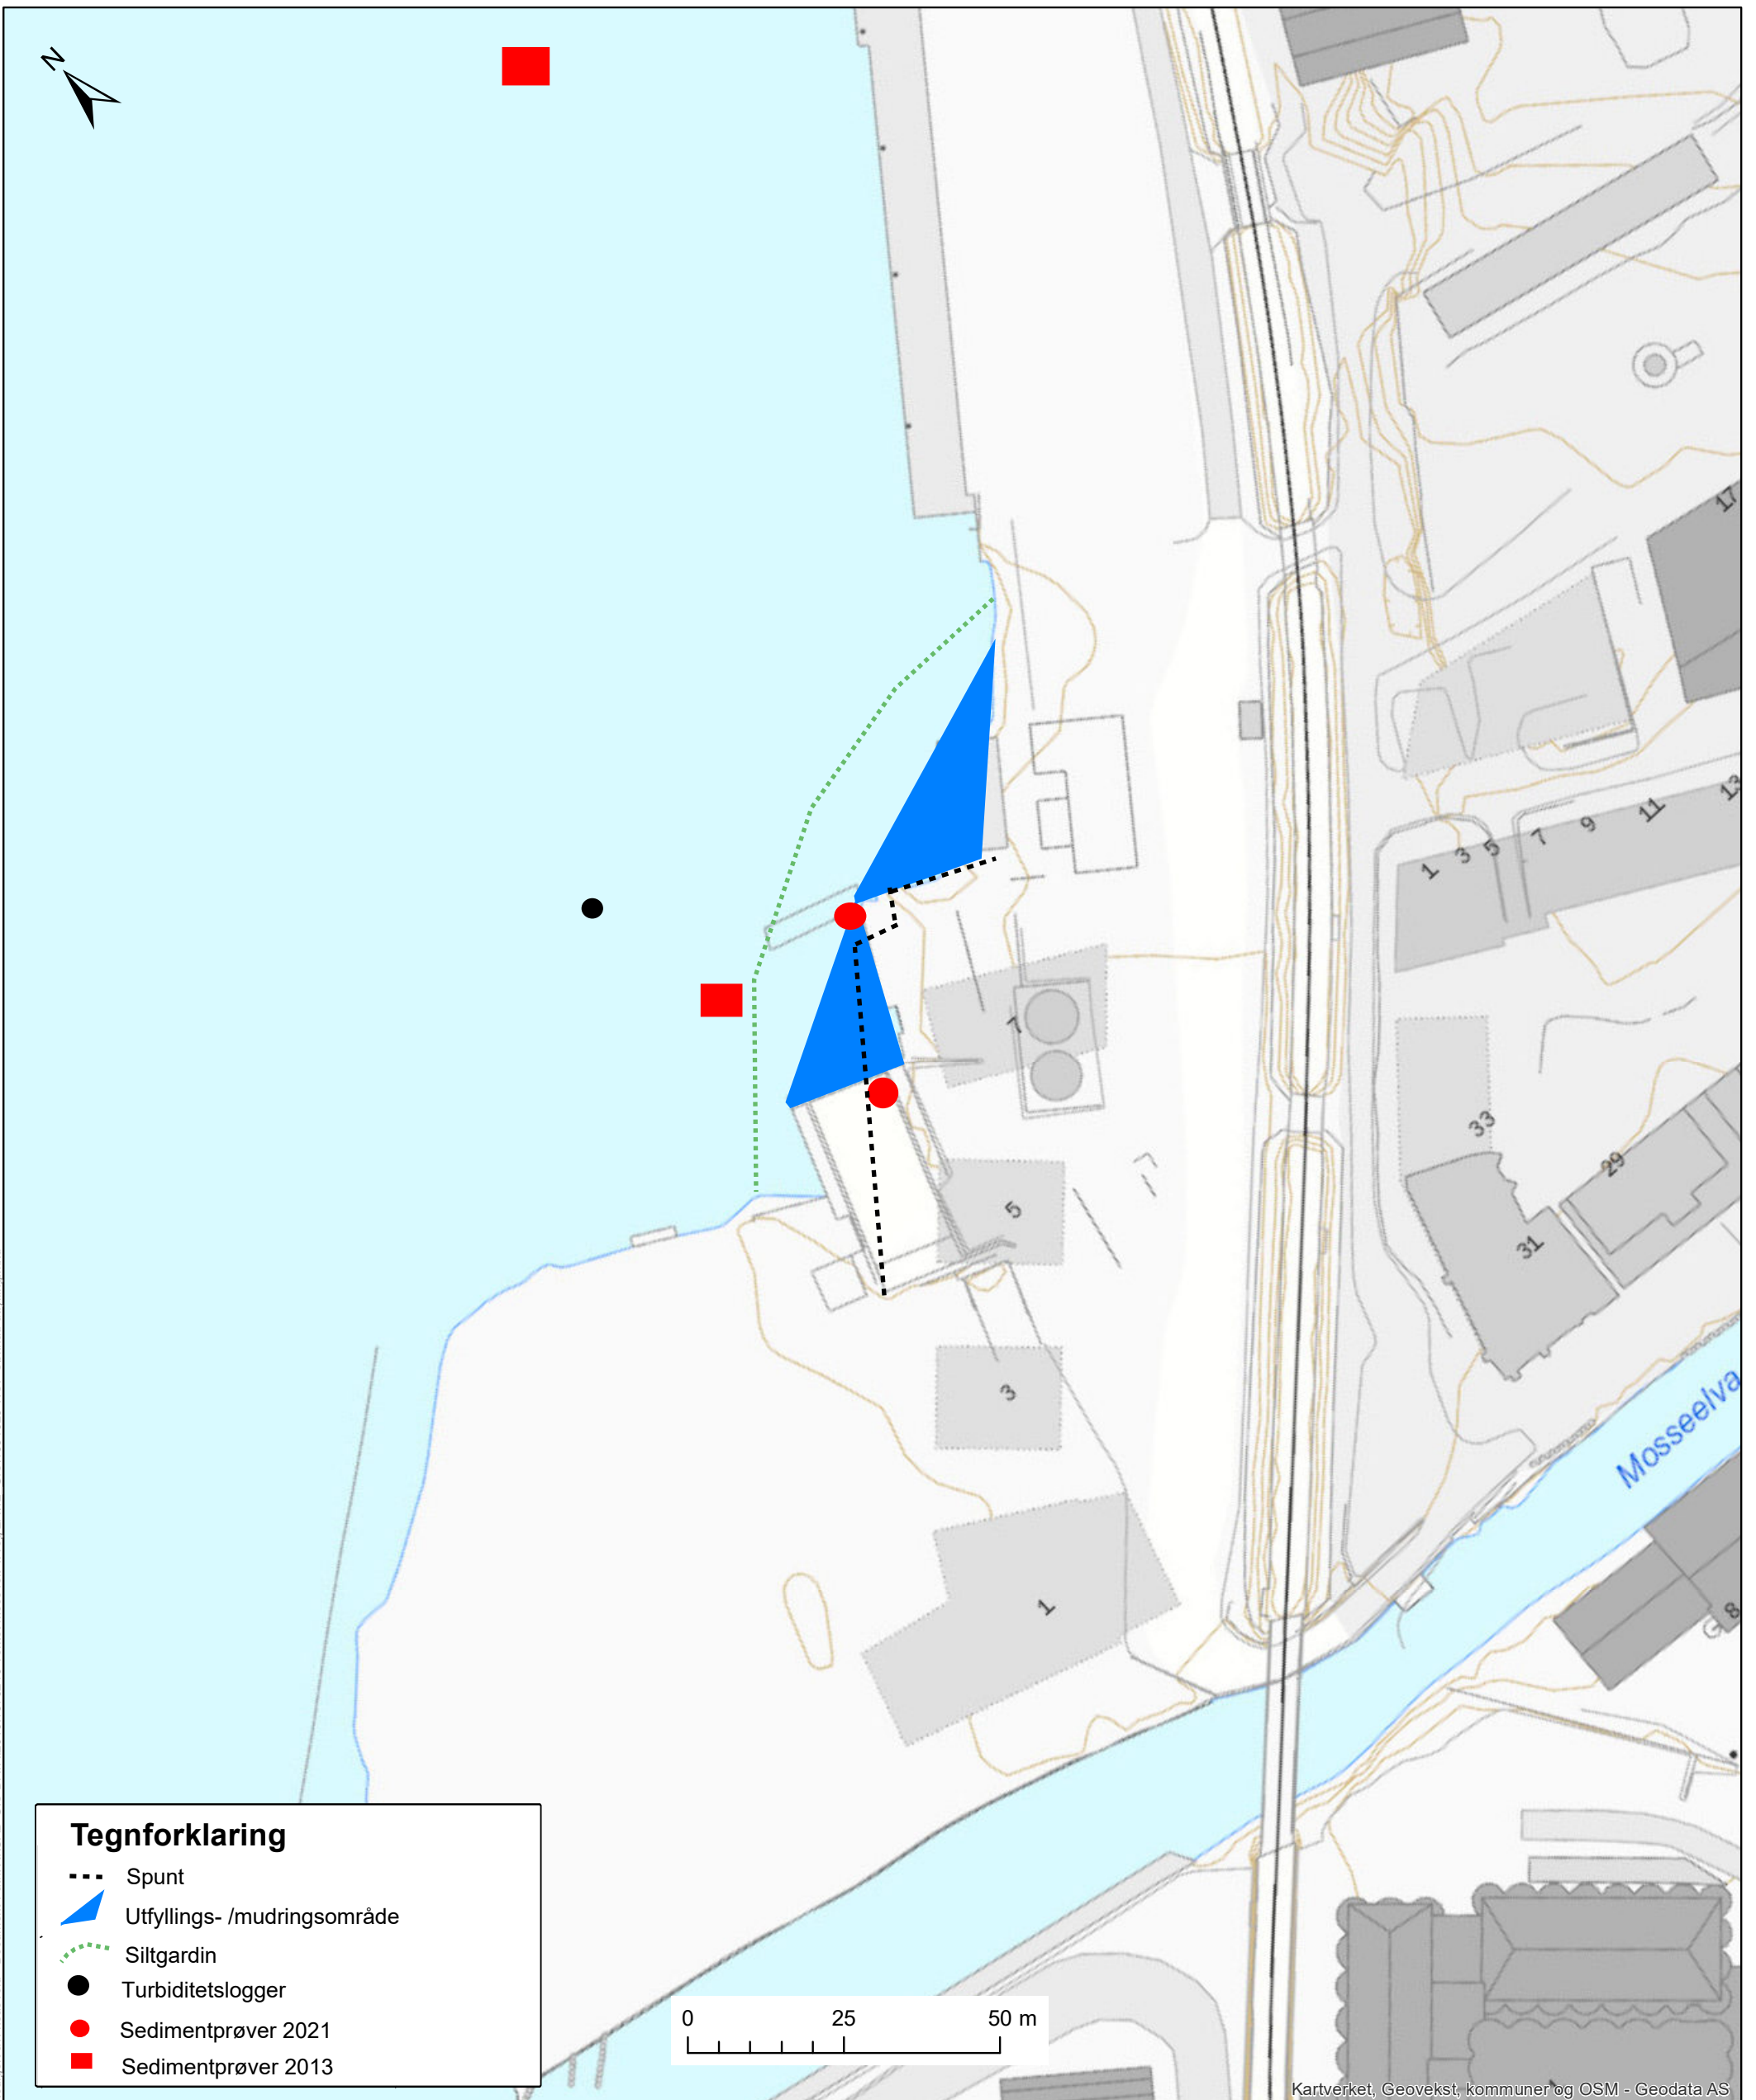 N
17
13
11
9
7
5
3
1
7
33
29
5
31
3
Mosseelva
1
8
Tegnforklaring
Spunt
Utfyllings- /mudringsområde
Siltgardin
Turbiditetslogger
Sedimentprøver 2021
Sedimentprøver 2013
0 25 50 m
Kartverket, Geovekst, kommuner og OSM - Geodata AS